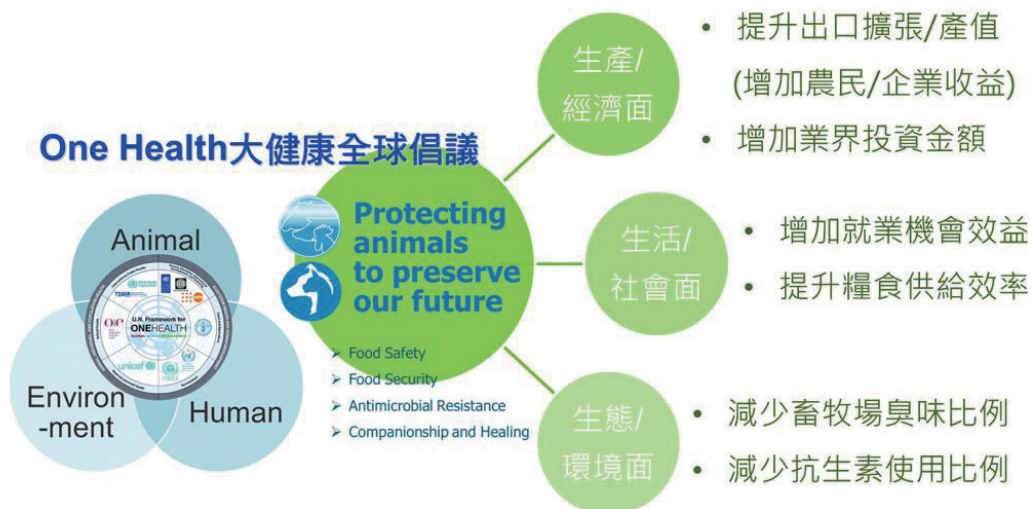 One Health大健康全球倡議
Animal
Environ
-ment
Human
U.N. Framework for
ONEHEALTH
unicef
Protecting
animals
to preserve
our future
➢ Food Safety
➢ Food Security
➢ Antimicrobial Resistance
➢ Companionship and Healing
生產/
經濟面
• 提升出口擴張/產值
(增加農民/企業收益)
• 增加業界投資金額
生活/
社會面
• 增加就業機會效益
• 提升糧食供給效率
生態/
環境面
• 減少畜牧場臭味比例
• 減少抗生素使用比例